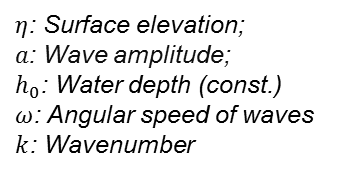 η: Surface elevation;
a: Wave amplitude;
h₀: Water depth (const.)
ω: Angular speed of waves
k: Wavenumber